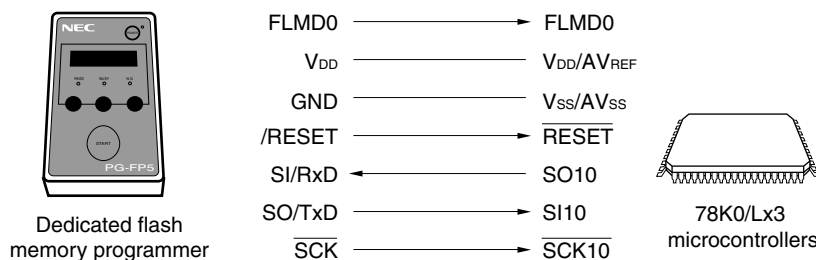 NEC
PASS BUSY N G
START
PG-FP5
Dedicated flash
memory programmer
FLMD0 FLMD0
VDD VDD/AVREF
GND VSS/AVSS
/RESET RESET
SI/RxD SO10
SO/TxD SI10
SCK SCK10
78K0/Lx3
microcontrollers